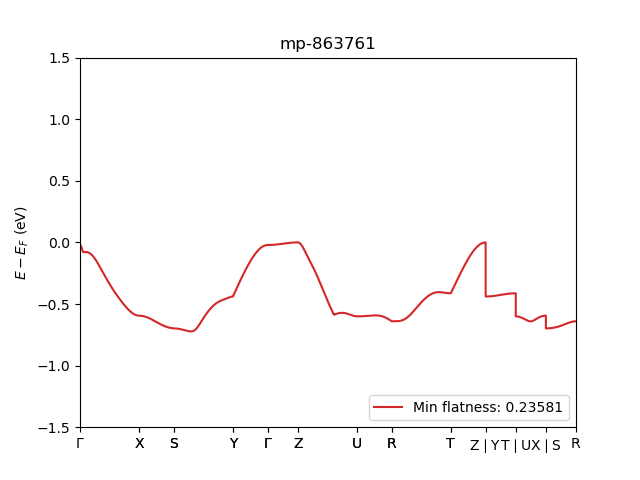 mp-863761
E − E_F (eV)
1.5
1.0
0.5
0.0
−0.5
−1.0
−1.5
Min flatness: 0.23581
Γ X S Y Γ Z U R T Z | Y T | U X | S R